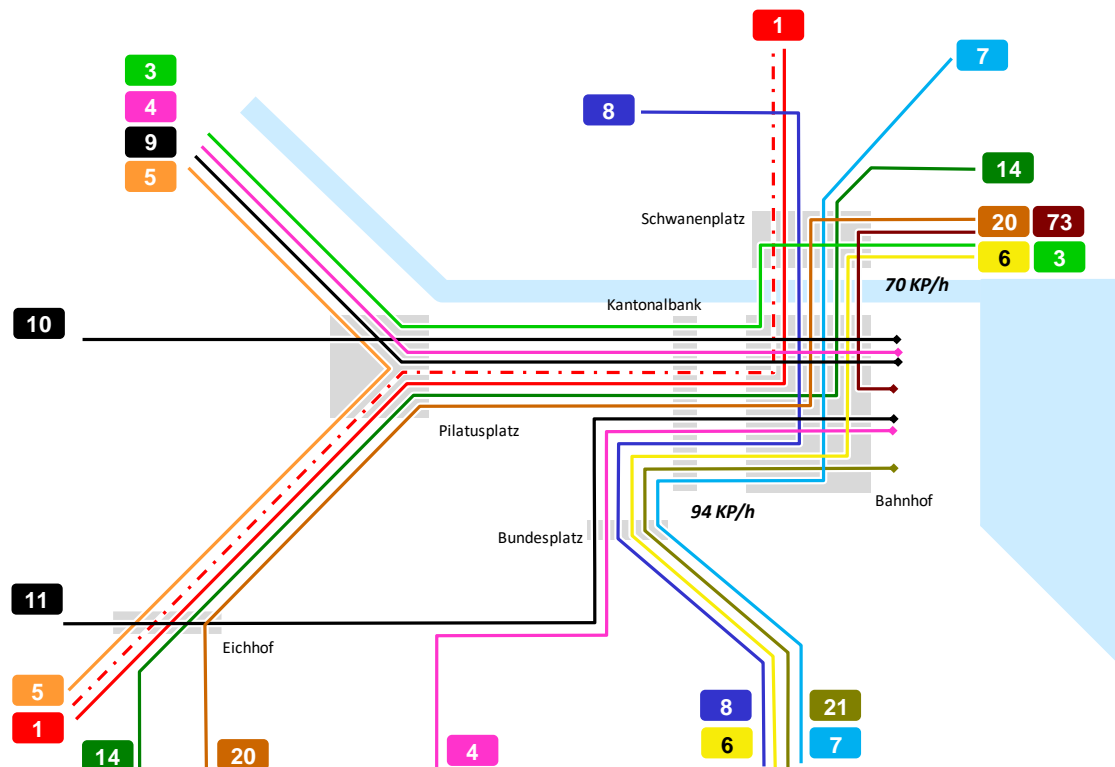 1
3
7
4
8
9
14
5
Schwanenplatz
20 73
6 3
70 KP/h
Kantonalbank
10
Pilatusplatz
Bahnhof
94 KP/h
Bundesplatz
11
Eichhof
5
8 21
1
6 7
14 20 4